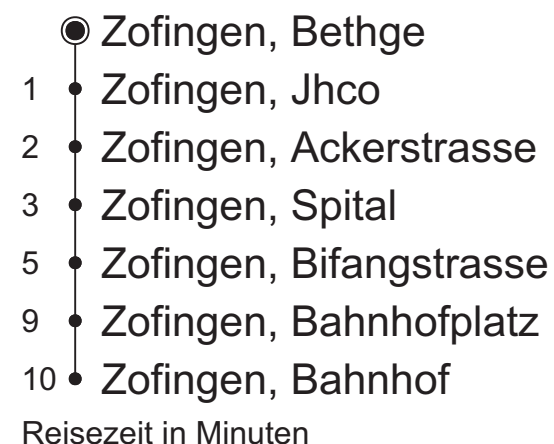 Zofingen, Bethge
1 Zofingen, Jhco
2 Zofingen, Ackerstrasse
3 Zofingen, Spital
5 Zofingen, Bifangstrasse
9 Zofingen, Bahnhofplatz
10 Zofingen, Bahnhof
Reisezeit in Minuten